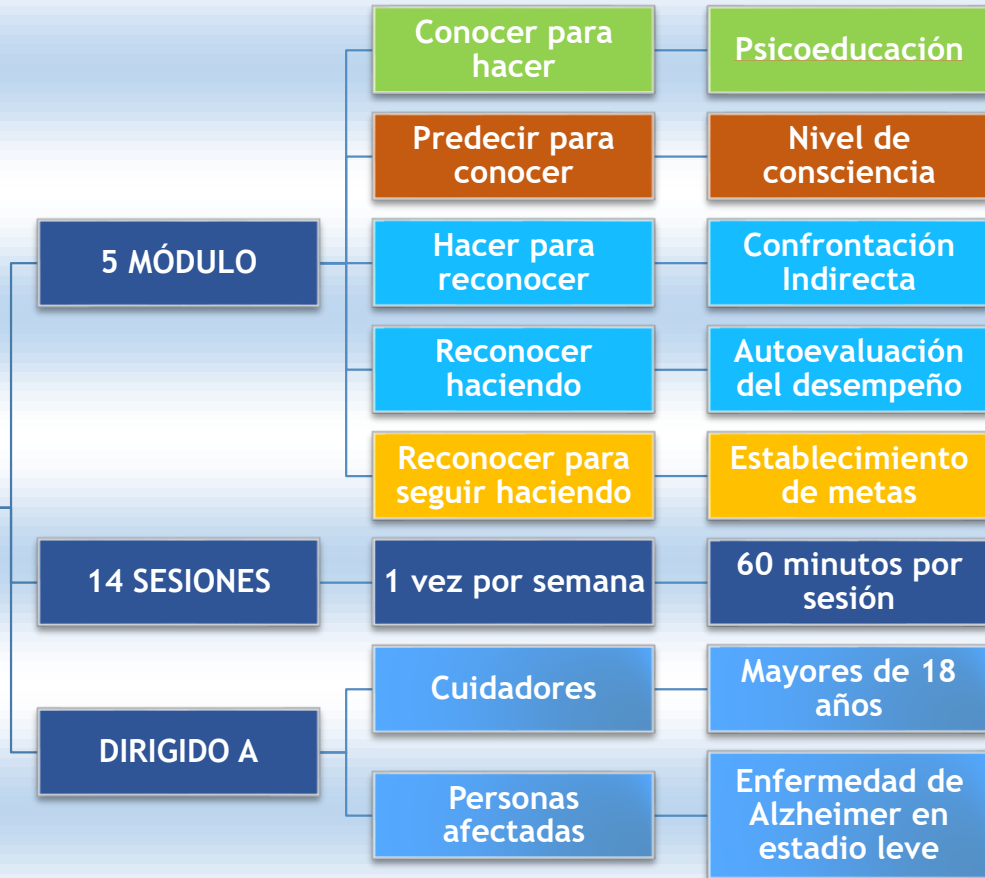 Conocer para
hacer
Psicoeducación
Predecir para
conocer
Nivel de
consciencia
5 MÓDULO
Hacer para
reconocer
Confrontación
Indirecta
Reconocer
haciendo
Autoevaluación
del desempeño
Reconocer para
seguir haciendo
Establecimiento
de metas
14 SESIONES
1 vez por semana
60 minutos por
sesión
DIRIGIDO A
Cuidadores
Mayores de 18
años
Personas
afectadas
Enfermedad de
Alzheimer en
estadio leve